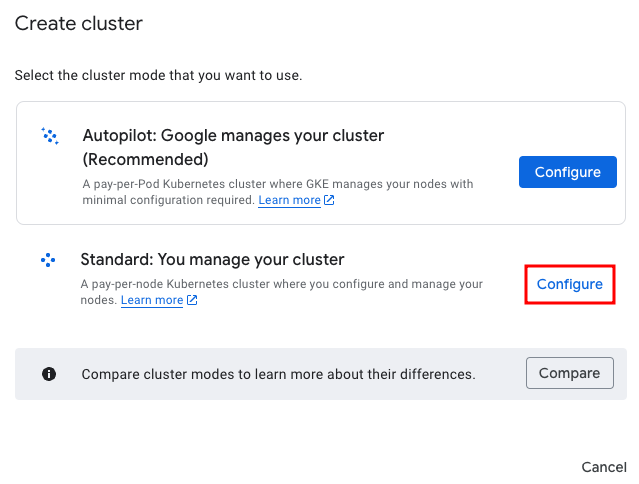 Create cluster
Select the cluster mode that you want to use.
Autopilot: Google manages your cluster
(Recommended)
A pay-per-Pod Kubernetes cluster where GKE manages your nodes with
minimal configuration required. Learn more
Configure
Standard: You manage your cluster
A pay-per-node Kubernetes cluster where you configure and manage your
nodes. Learn more
Configure
Compare cluster modes to learn more about their differences.
Compare
Cancel